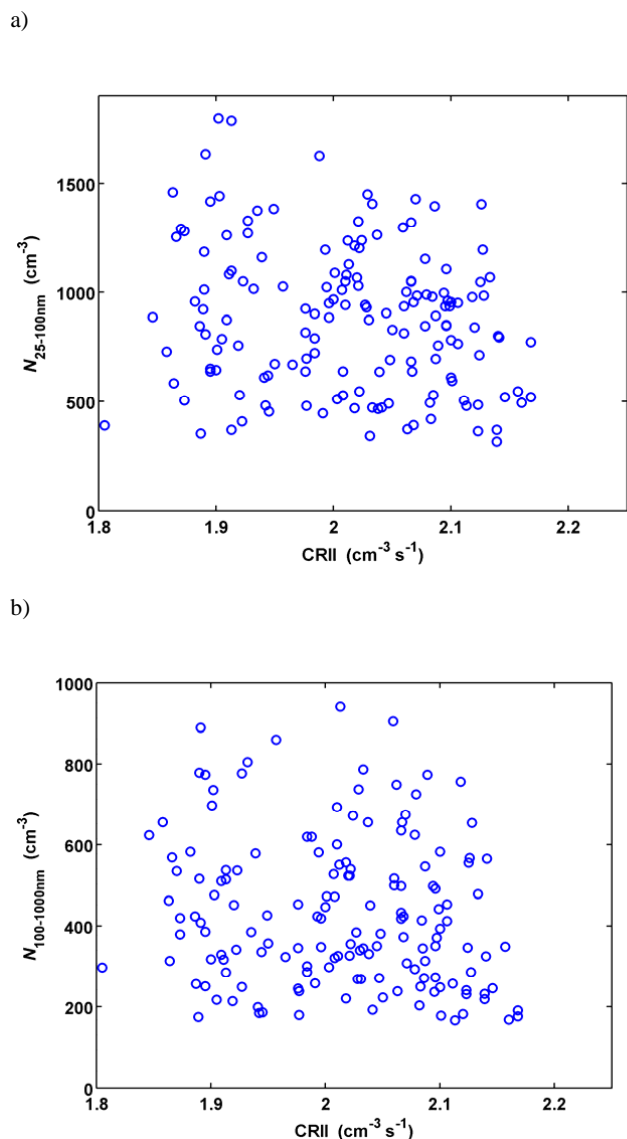 a)
1500
1000
500
0
N25-100nm (cm-3)
1.8 1.9 2 2.1 2.2
CRII (cm-3 s-1)
b)
1000
800
600
400
200
0
N100-1000nm (cm-3)
1.8 1.9 2 2.1 2.2
CRII (cm-3 s-1)